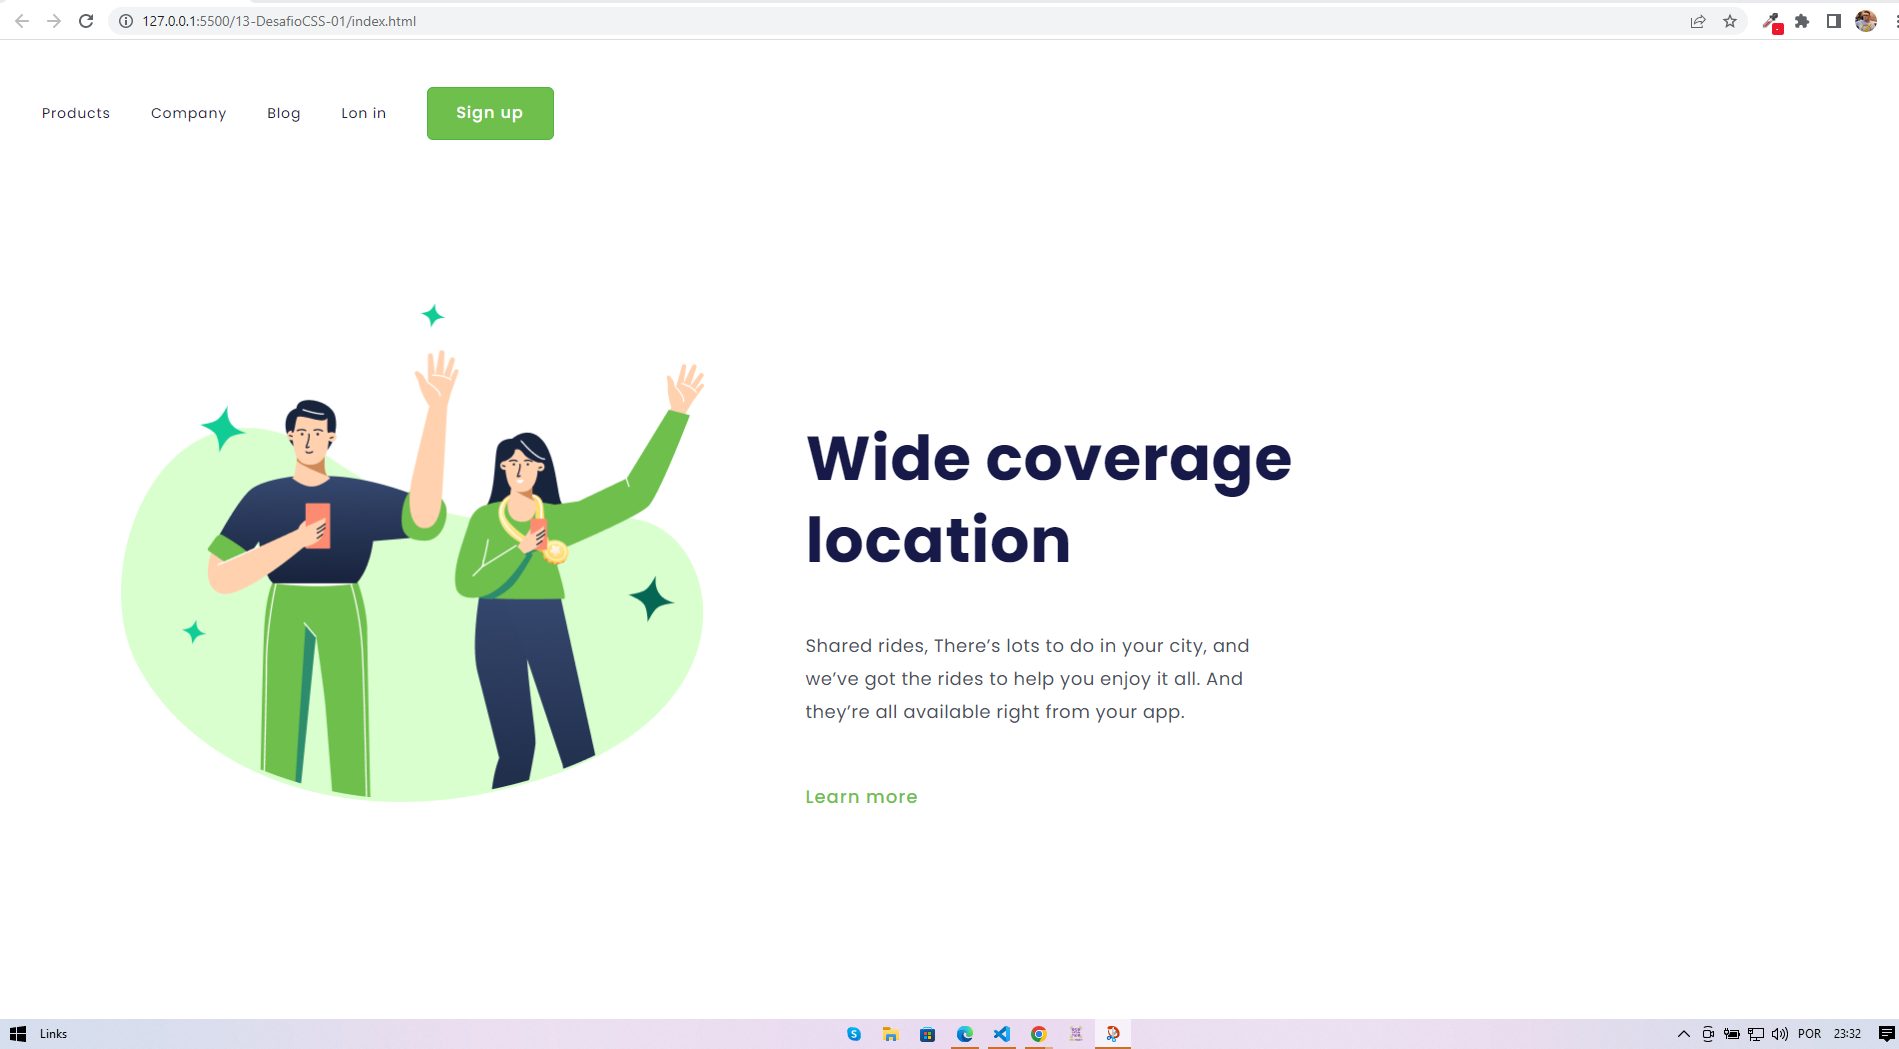 127.0.0.1:5500/13-DesafioCSS-01/index.html
Products Company Blog Lon in Sign up
Wide coverage
location
Shared rides, There’s lots to do in your city, and
we’ve got the rides to help you enjoy it all. And
they’re all available right from your app.
Learn more
Links
POR 23:32